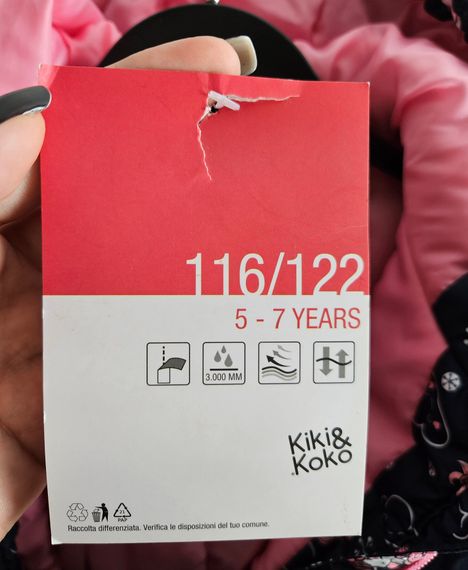 116/122
5 - 7 YEARS
3.000 MM
Kiki&
Koko
21
PAP
Raccolta differenziata. Verifica le disposizioni del tuo comune.